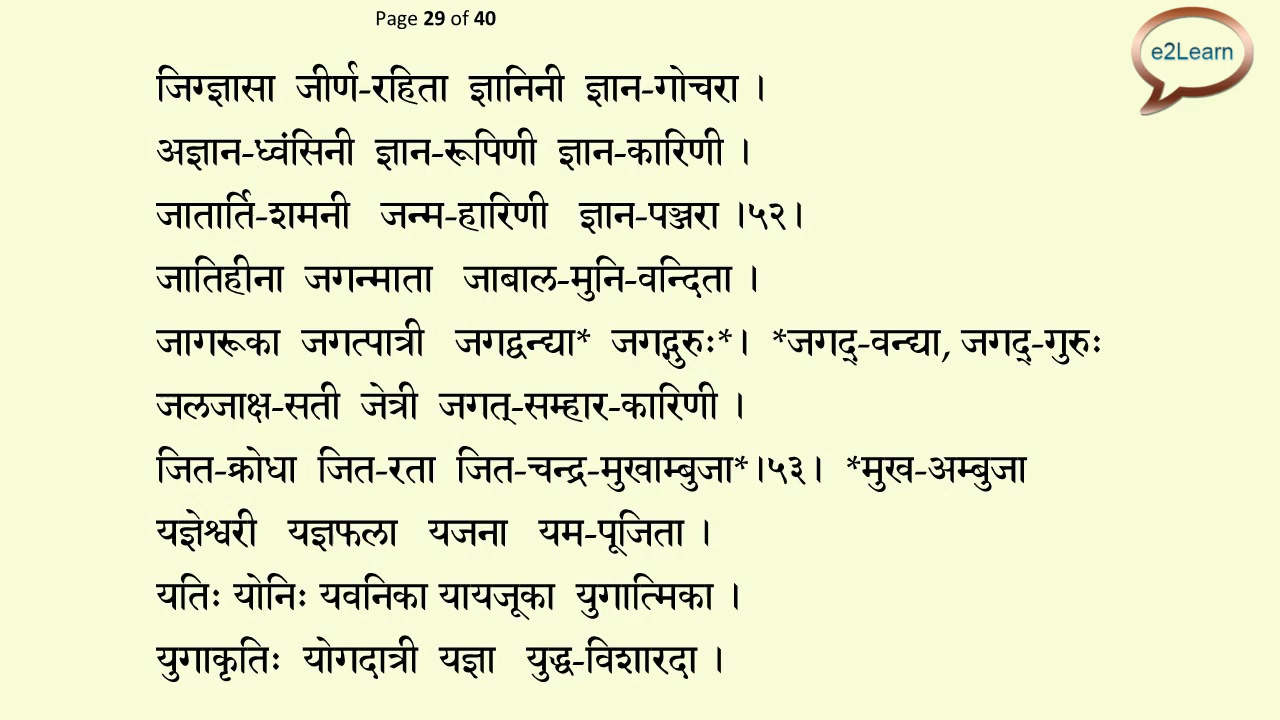 Page 29 of 40
e2Learn
जिग्ज्ञासा जीर्ण-रहिता ज्ञानिनी ज्ञान-गोचरा ।
अज्ञान-ध्वंसिनी ज्ञान-रूपिणी ज्ञान-कारिणी ।
जातार्ति-शमनी जन्म-हारिणी ज्ञान-पञ्जरा ।५२।
जातिहीना जगन्माता जाबाल-मुनि-वन्दिता ।
जागरूका जगत्पात्री जगद्वन्द्या* जगद्गुरुः*। *जगद्-वन्द्या, जगद्-गुरुः
जलजाक्ष-सती जेत्री जगत्-सम्हार-कारिणी ।
जित-क्रोधा जित-रता जित-चन्द्र-मुखाम्बुजा*।५३। *मुख-अम्बुजा
यज्ञेश्वरी यज्ञफला यजना यम-पूजिता ।
यतिः योनिः यवनिका यायजूका युगात्मिका ।
युगाकृतिः योगदात्री यज्ञा युद्ध-विशारदा ।